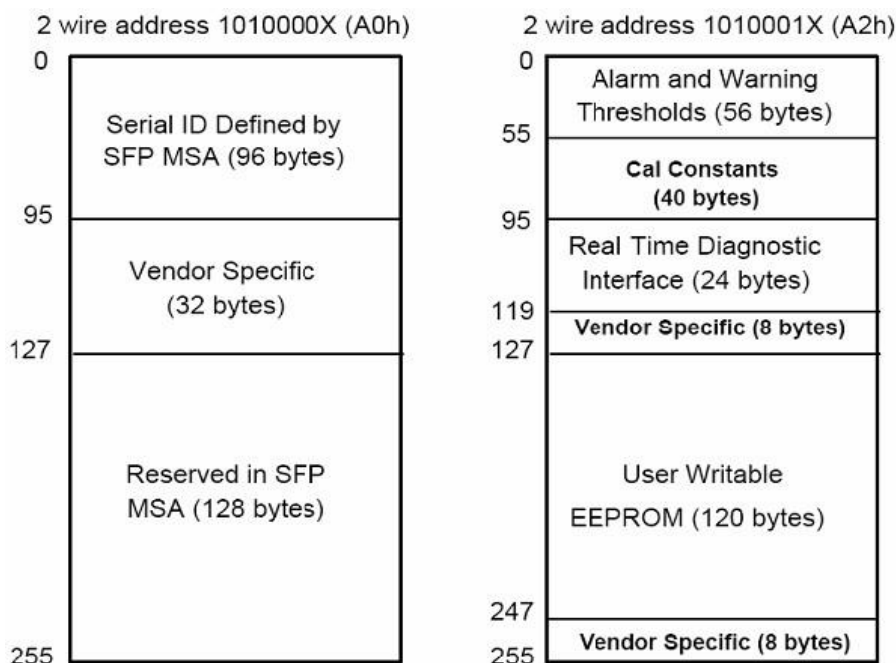 2 wire address 1010000X (A0h)
0
Serial ID Defined by
SFP MSA (96 bytes)
95
Vendor Specific
(32 bytes)
127
Reserved in SFP
MSA (128 bytes)
255
2 wire address 1010001X (A2h)
0
Alarm and Warning
Thresholds (56 bytes)
55
Cal Constants
(40 bytes)
95
Real Time Diagnostic
Interface (24 bytes)
119
Vendor Specific (8 bytes)
127
User Writable
EEPROM (120 bytes)
247
Vendor Specific (8 bytes)
255